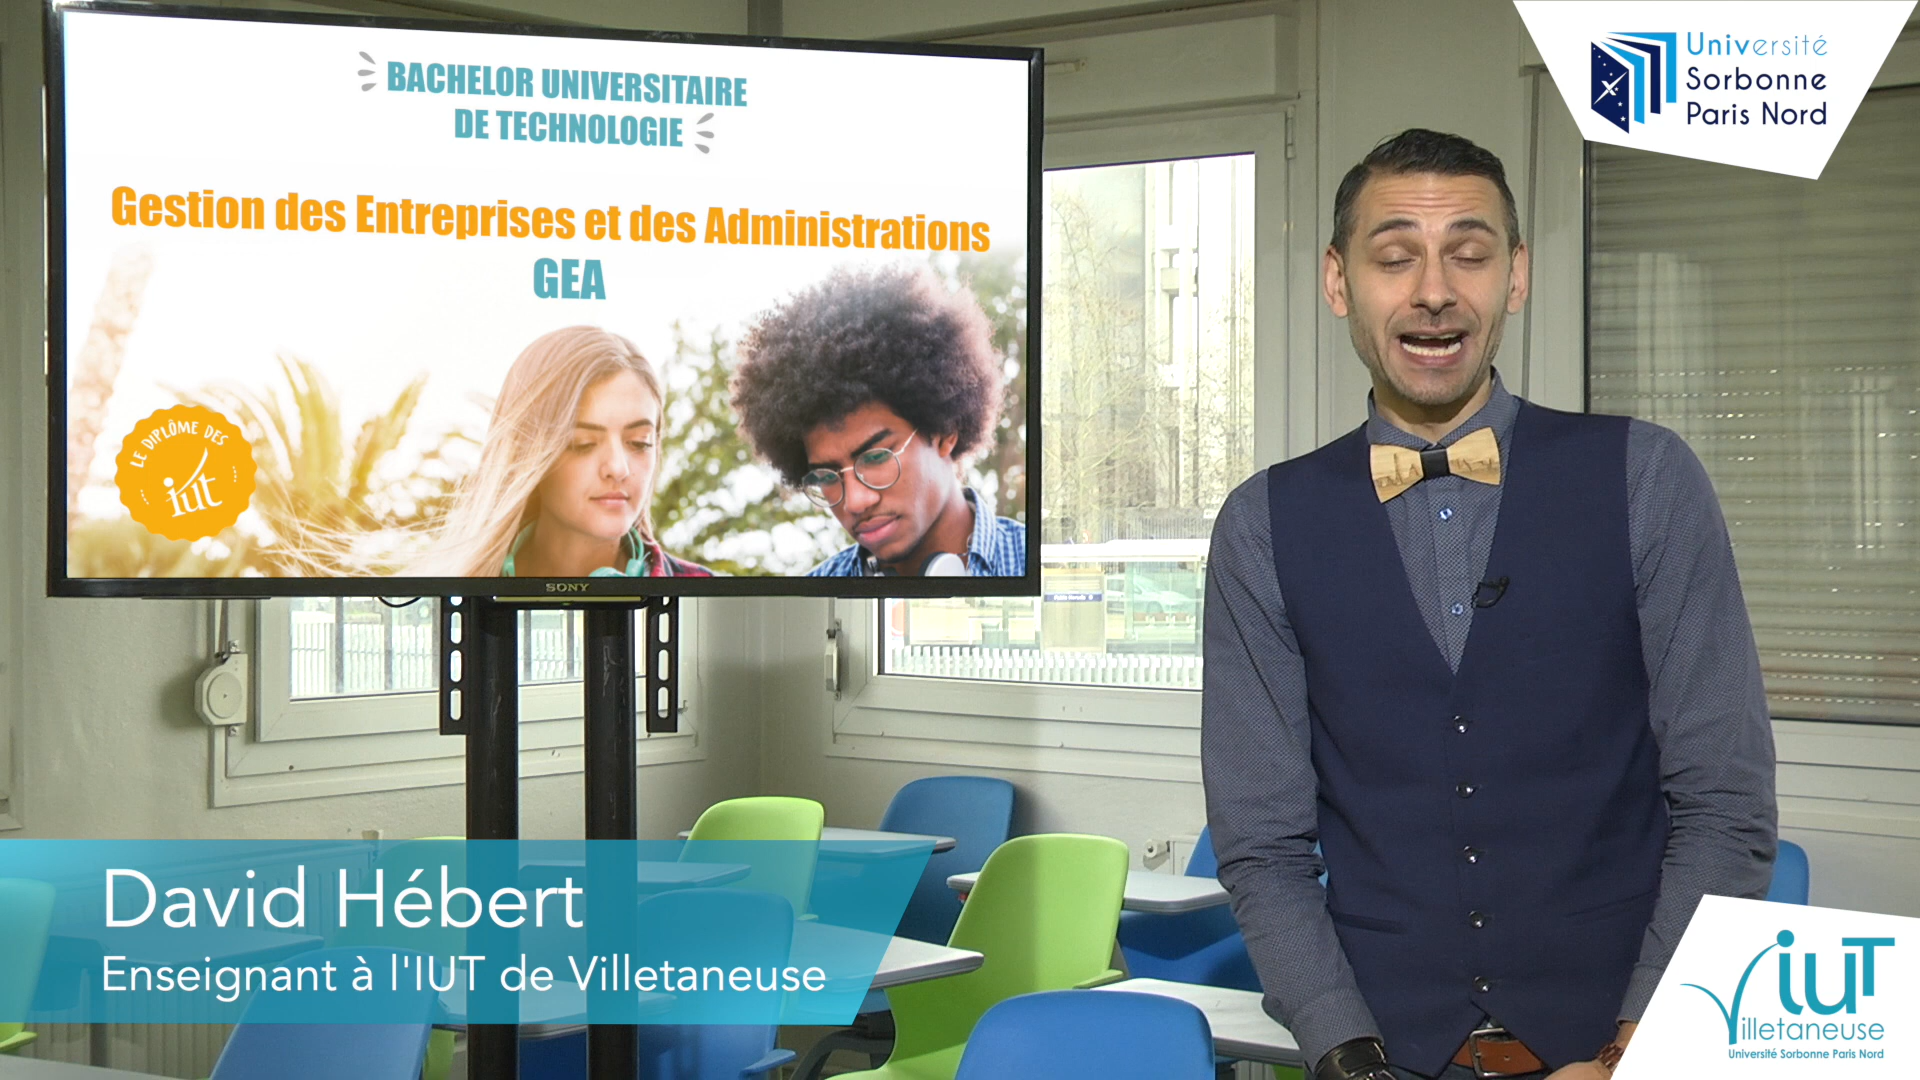 BACHELOR UNIVERSITAIRE
DE TECHNOLOGIE
Gestion des Entreprises et des Administrations
GEA
LE DIPLÔME DES
iut
SONY
Université
Sorbonne
Paris Nord
David Hébert
Enseignant à l'IUT de Villetaneuse
iUT
Villetaneuse
Université Sorbonne Paris Nord